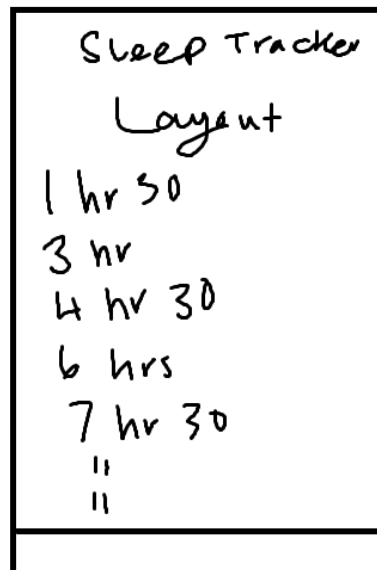 Sleep Tracker
Layout
1 hr 30
3 hr
4 hr 30
6 hrs
7 hr 30
"
"